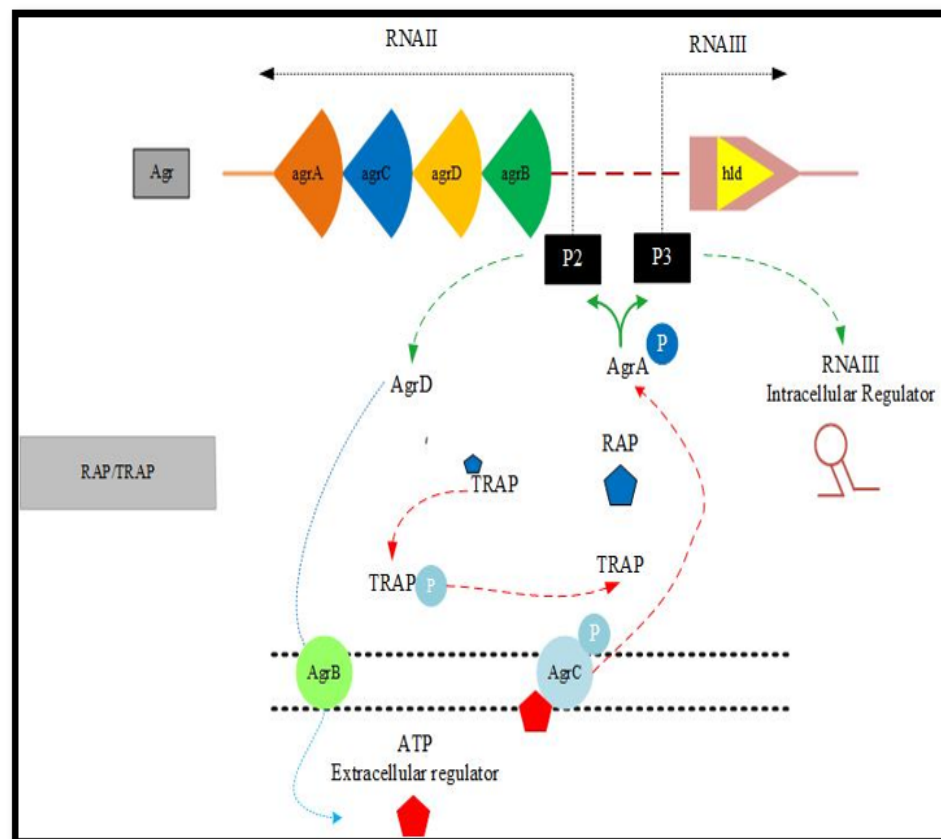 RNAII
RNAIII
Agr
agrA
agrC
agrD
agrB
hld
P2
P3
AgrD
AgrA
P
RNAIII
Intracellular Regulator
RAP/TRAP
RAP
TRAP
TRAP
P
TRAP
P
AgrB
AgrC
ATP
Extracellular regulator